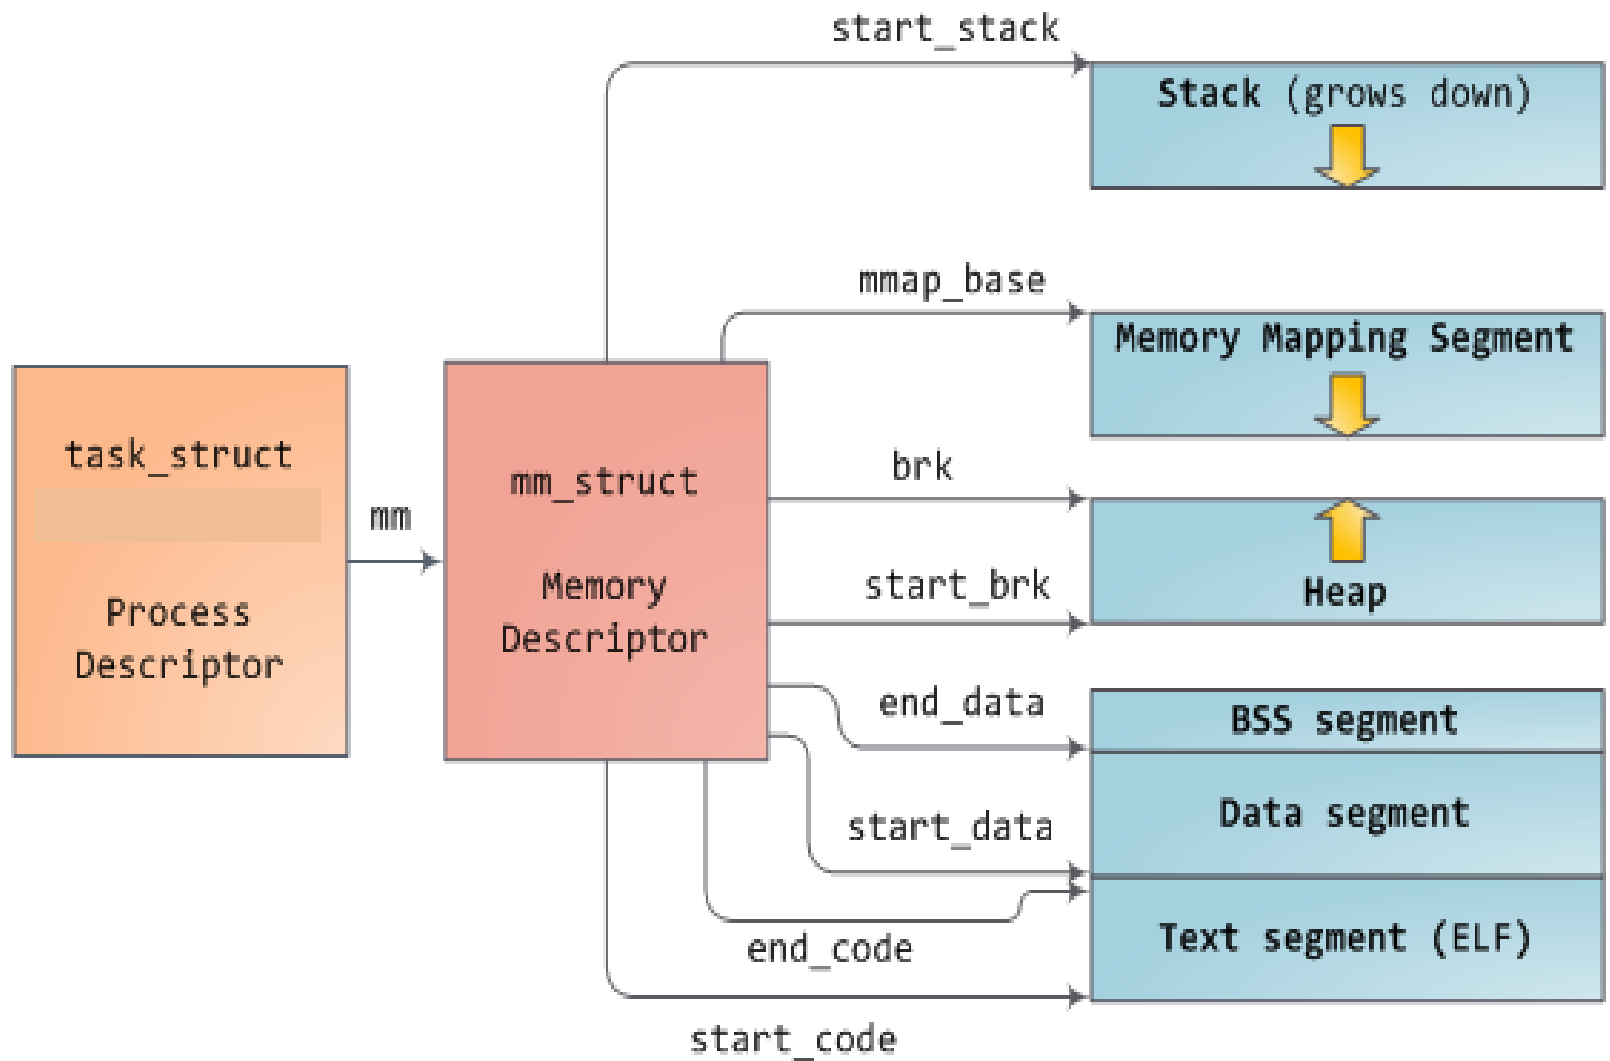 start_stack
Stack (grows down)
mmap_base
Memory Mapping Segment
task_struct
Process
Descriptor
mm
mm_struct
Memory
Descriptor
brk
start_brk
Heap
end_data
BSS segment
start_data
Data segment
end_code
Text segment (ELF)
start_code